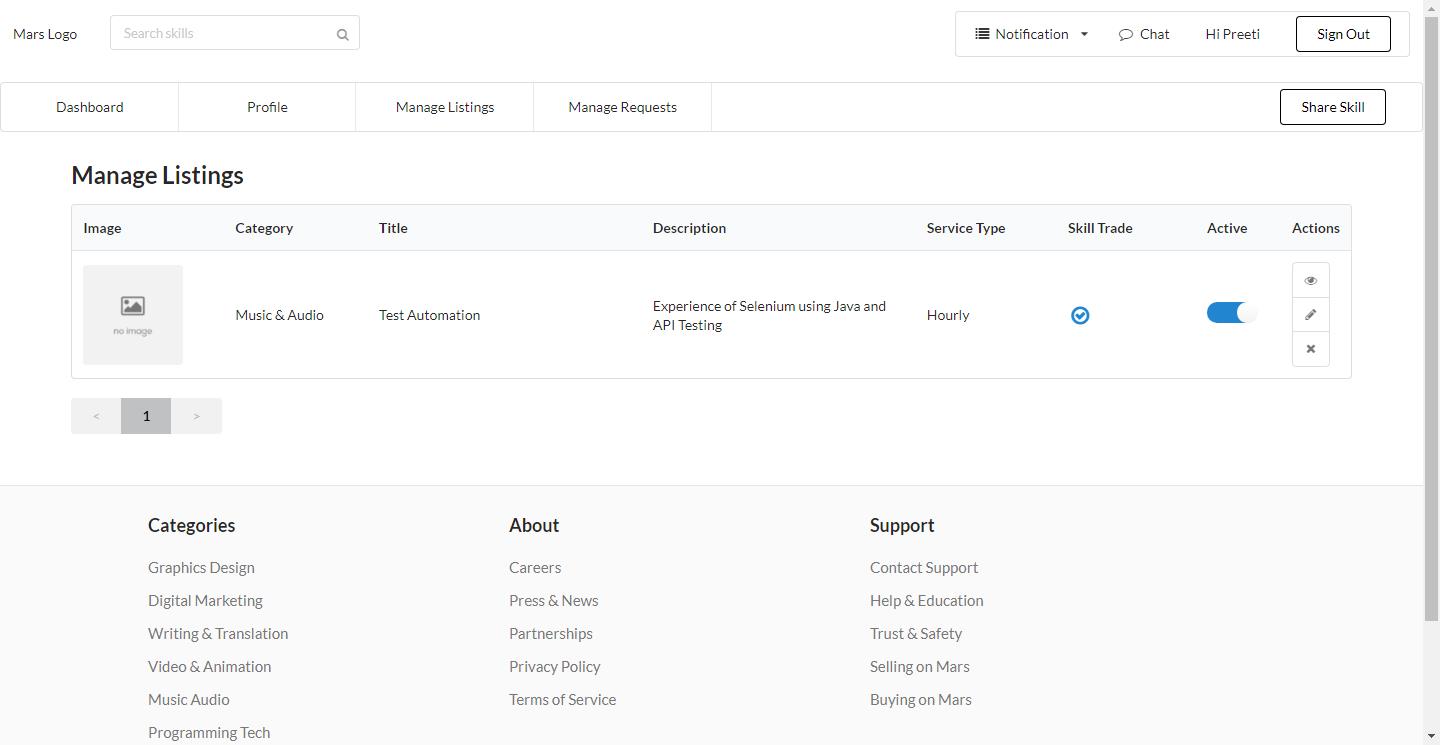 Mars Logo
Search skills
Notification
Chat
Hi Preeti
Sign Out
Dashboard
Profile
Manage Listings
Manage Requests
Share Skill
Manage Listings
Image
Category
Title
Description
Service Type
Skill Trade
Active
Actions
no image
Music & Audio
Test Automation
Experience of Selenium using Java and
API Testing
Hourly
<
1
>
Categories
Graphics Design
Digital Marketing
Writing & Translation
Video & Animation
Music Audio
Programming Tech
About
Careers
Press & News
Partnerships
Privacy Policy
Terms of Service
Support
Contact Support
Help & Education
Trust & Safety
Selling on Mars
Buying on Mars